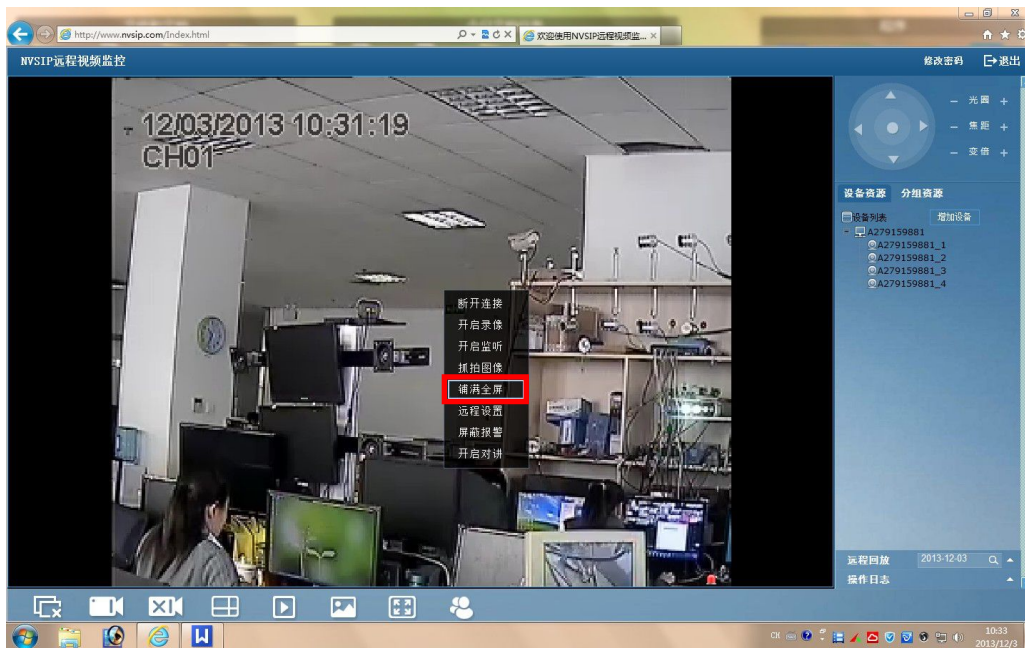 http://www.nvsip.com/Index.html
欢迎使用NVSIP远程视频监...
NVSIP远程视频监控
修改密码
退出
12/03/2013 10:31:19
CH01
光圈
焦距
变倍
设备资源 分组资源
设备列表 增加设备
A279159881
A279159881_1
A279159881_2
A279159881_3
A279159881_4
断开连接
开启录像
开启监听
抓拍图像
铺满全屏
远程设置
屏蔽报警
开启对讲
远程回放 2013-12-03
操作日志
CH
10:33
2013/12/3